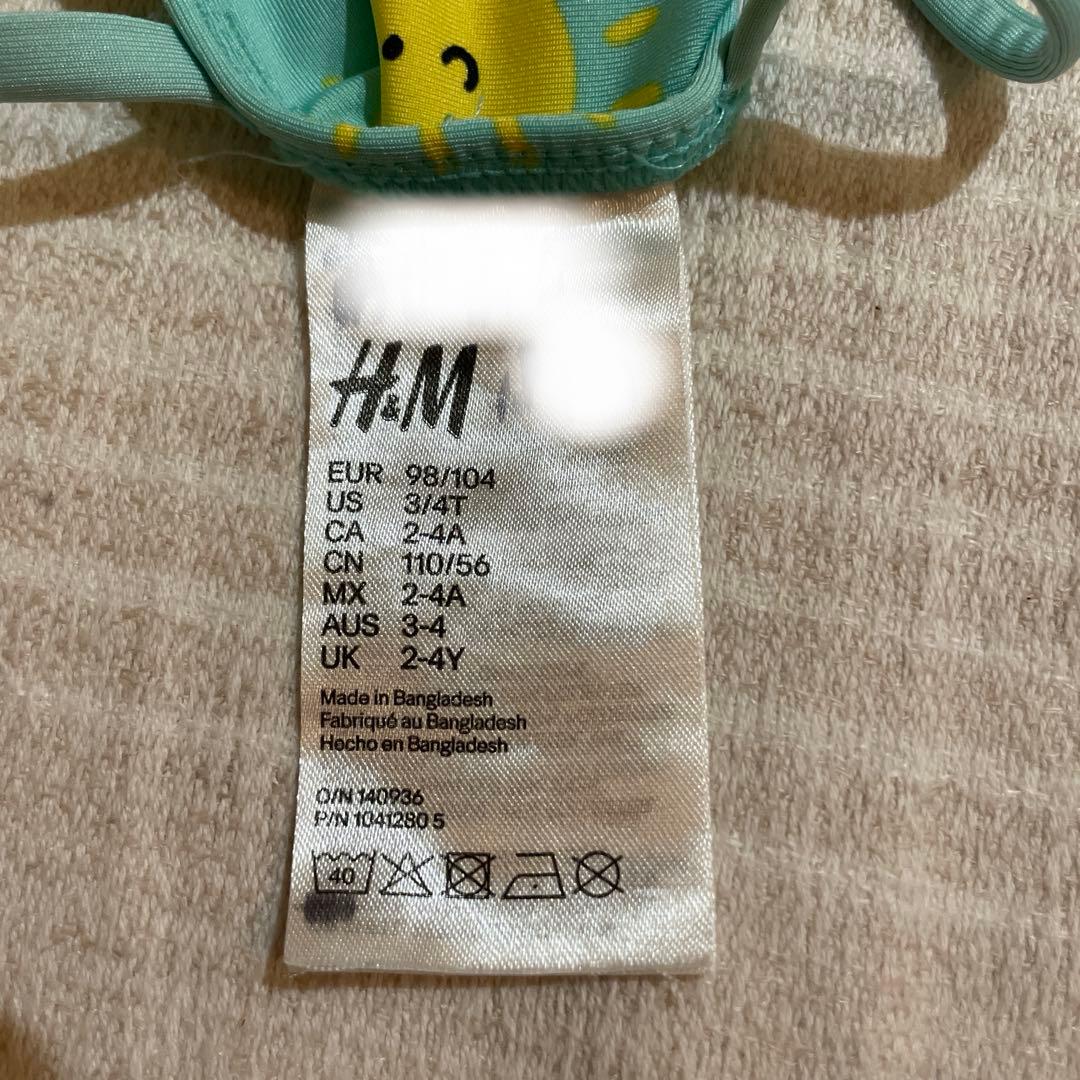 H&M
EUR 98/104
US 3/4T
CA 2-4A
CN 110/56
MX 2-4A
AUS 3-4
UK 2-4Y
Made in Bangladesh
Fabriqué au Bangladesh
Hecho en Bangladesh
O/N 140936
P/N 1041280 5
40